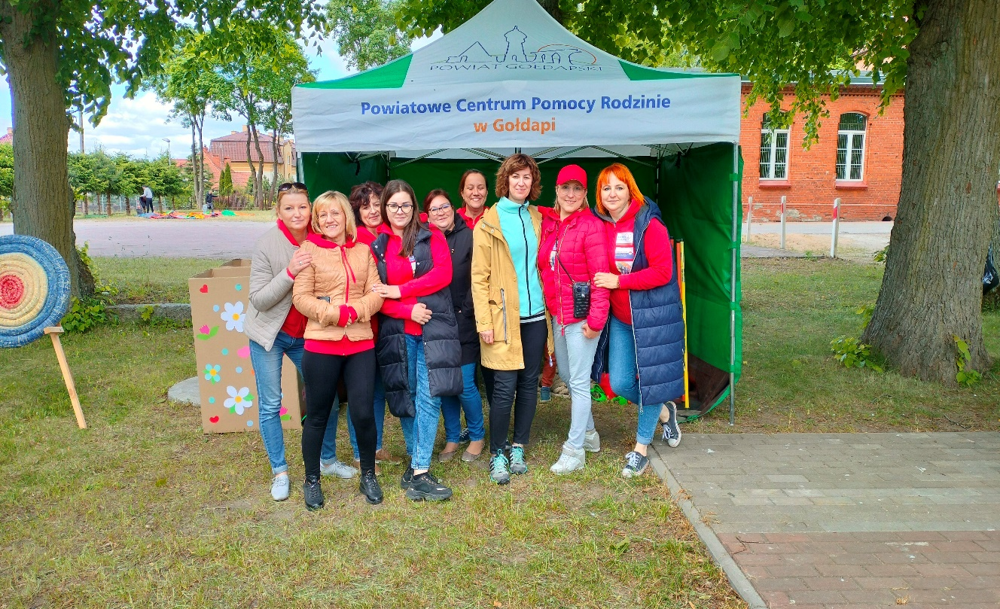 POWIAT GOŁDAPSKI
Powiatowe Centrum Pomocy Rodzinie
w Gołdapi